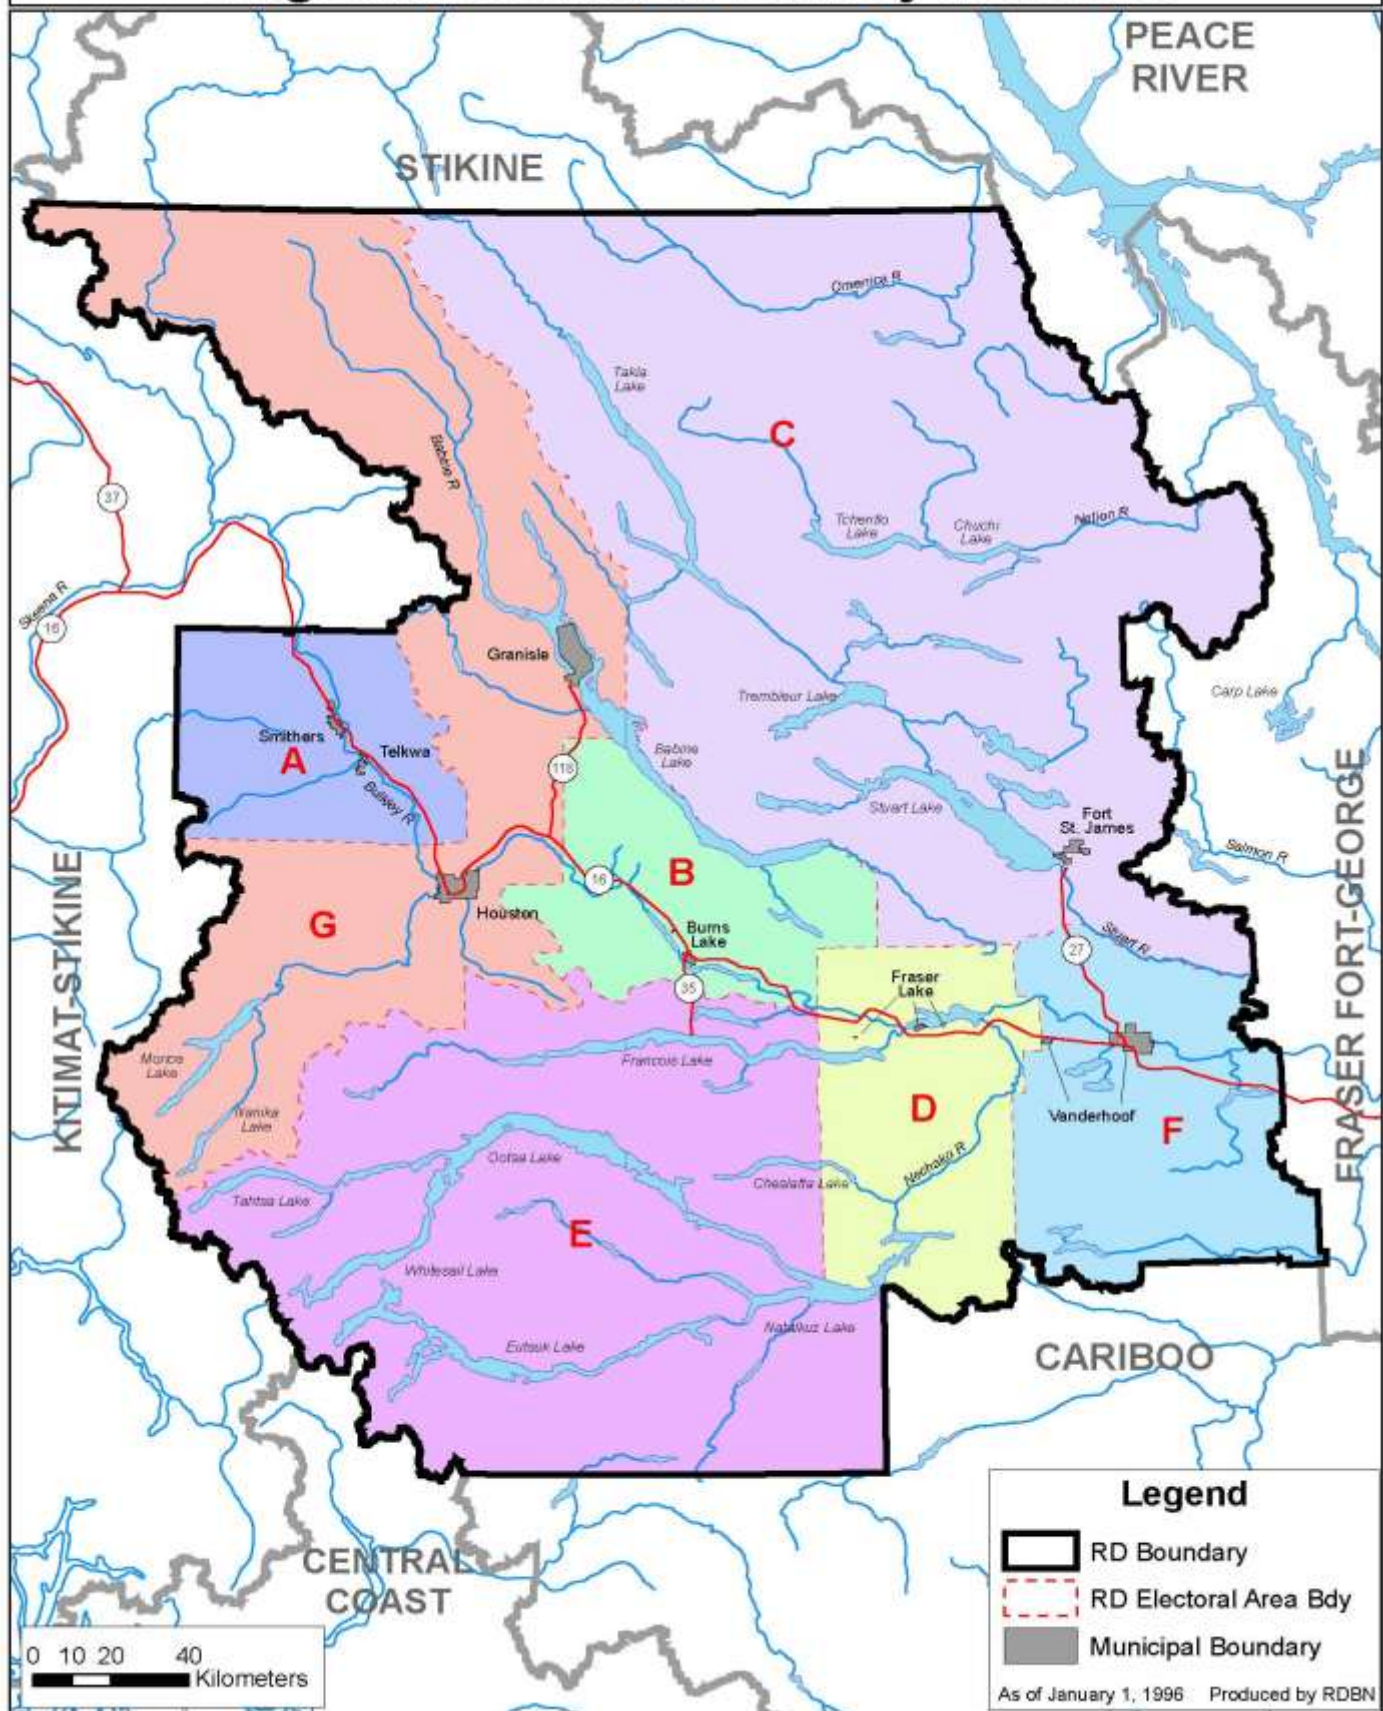 PEACE
RIVER
STIKINE
Omenica R
Takla
Lake
C
Babine R
37
Tchentlo
Lake
Chuchi
Lake
Nation R
Skeena R
16
Granisle
Carp Lake
Trembleur Lake
Smithers
A
Telkwa
Babine
Lake
118
Bulkley R
Stuart Lake
Fort
St. James
Salmon R
B
16
G
Houston
Burns
Lake
Stuart R
27
Fraser
Lake
35
KITIMAT-STIKINE
FRASER FORT-GEORGE
Morice
Lake
Francois Lake
Nanika
Lake
D
Vanderhoof
F
Ootsa Lake
Nechako R
Cheslatta Lake
Tahtsa Lake
E
Whitesail Lake
Natalkuz Lake
Eutsuk Lake
CARIBOO
CENTRAL
COAST
Legend
RD Boundary
RD Electoral Area Bdy
Municipal Boundary
As of January 1, 1996 Produced by RDBN
0 10 20 40
Kilometers